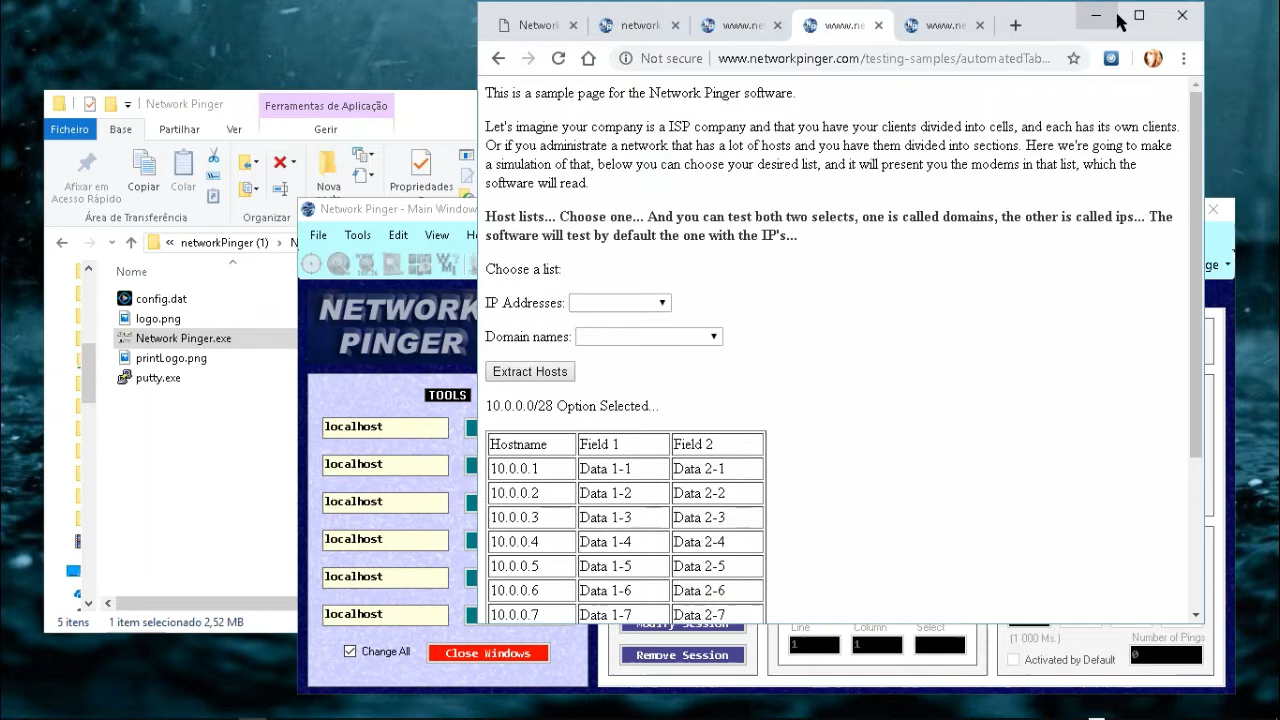 Network
network
www.ne
www.ne
www.ne
Not secure
www.networkpinger.com/testing-samples/automatedTab...
This is a sample page for the Network Pinger software.
Let's imagine your company is a ISP company and that you have your clients divided into cells, and each has its own clients.
Or if you administrate a network that has a lot of hosts and you have them divided into sections. Here we're going to make
a simulation of tht, below you can choose your desired list, and it will present you the modems in that list, which the
software will read.
Host lists... Choose one... And you can test both two selects, one is called domains, the other is called ips... The
software will test by default the one with the IP's...
Choose a list:
IP Addresses:
Domain names:
Extract Hosts
10.0.0.0/28 Option Selected...
Hostname Field 1 Field 2
10.0.0.1 Data 1-1 Data 2-1
10.0.0.2 Data 1-2 Data 2-2
10.0.0.3 Data 1-3 Data 2-3
10.0.0.4 Data 1-4 Data 2-4
10.0.0.5 Data 1-5 Data 2-5
10.0.0.6 Data 1-6 Data 2-6
10.0.0.7 Data 1-7 Data 2-7
Network Pinger
Ferramentas de Aplicação
Ficheiro Base Partilhar Ver Gerir
Afixar em
Acesso Rápido
Copiar
Colar
Nova
Propriedades
Área de Transferência
Organizar
networkPinger (1)
Nome
config.dat
logo.png
Network Pinger.exe
printLogo.png
putty.exe
5 itens 1 item selecionado 2,52 MB
Network Pinger - Main Window
File Tools Edit View
NETWORK
PINGER
TOOLS
localhost
localhost
localhost
localhost
localhost
localhost
Change All
Close Windows
Modify Session
Remove Session
Line Column Select
1 1
(1 000 Ms.)
Number of Pings
Activated by Default
0